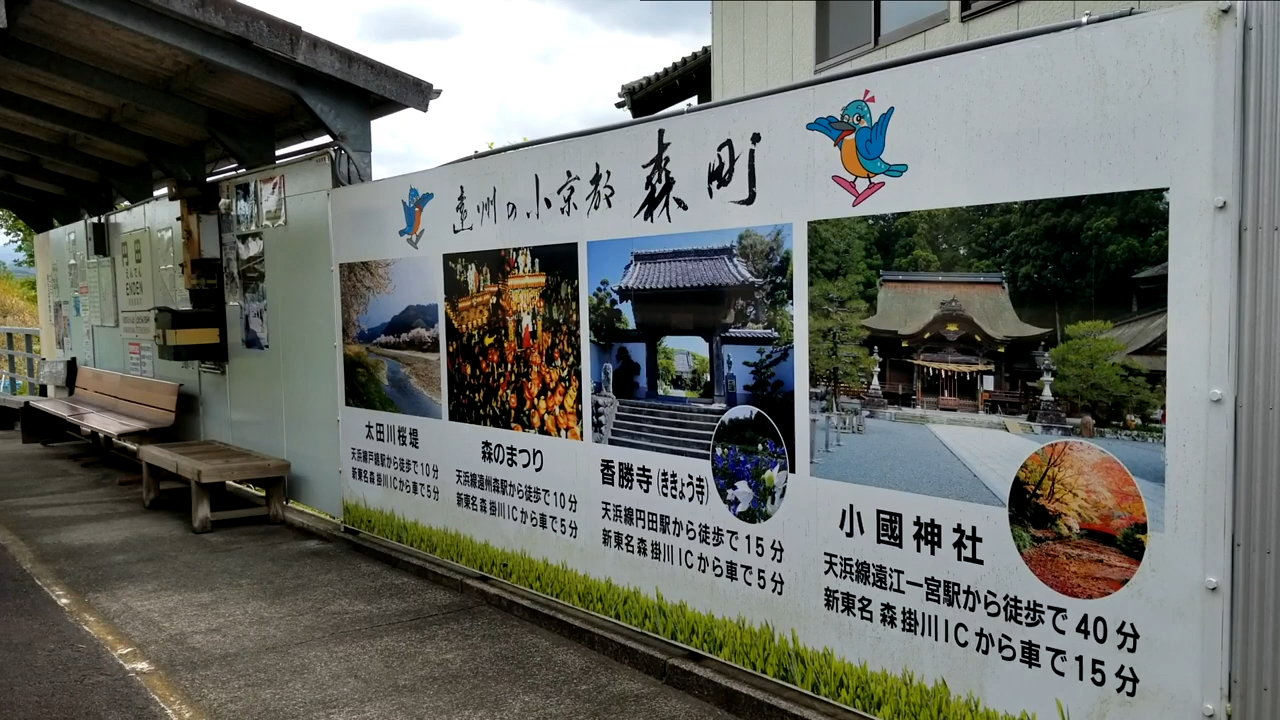 遠州の小京都 森町
太田川桜堤
天浜線戸綿駅から徒歩で10分
新東名森掛川ICから車で5分
森のまつり
天浜線遠州森駅から徒歩で10分
新東名森掛川ICから車で5分
香勝寺(ききょう寺)
天浜線円田駅から徒歩で15分
新東名森掛川ICから車で5分
小國神社
天浜線遠江一宮駅から徒歩で40分
新東名森掛川ICから車で15分
えんでん
ENDEN